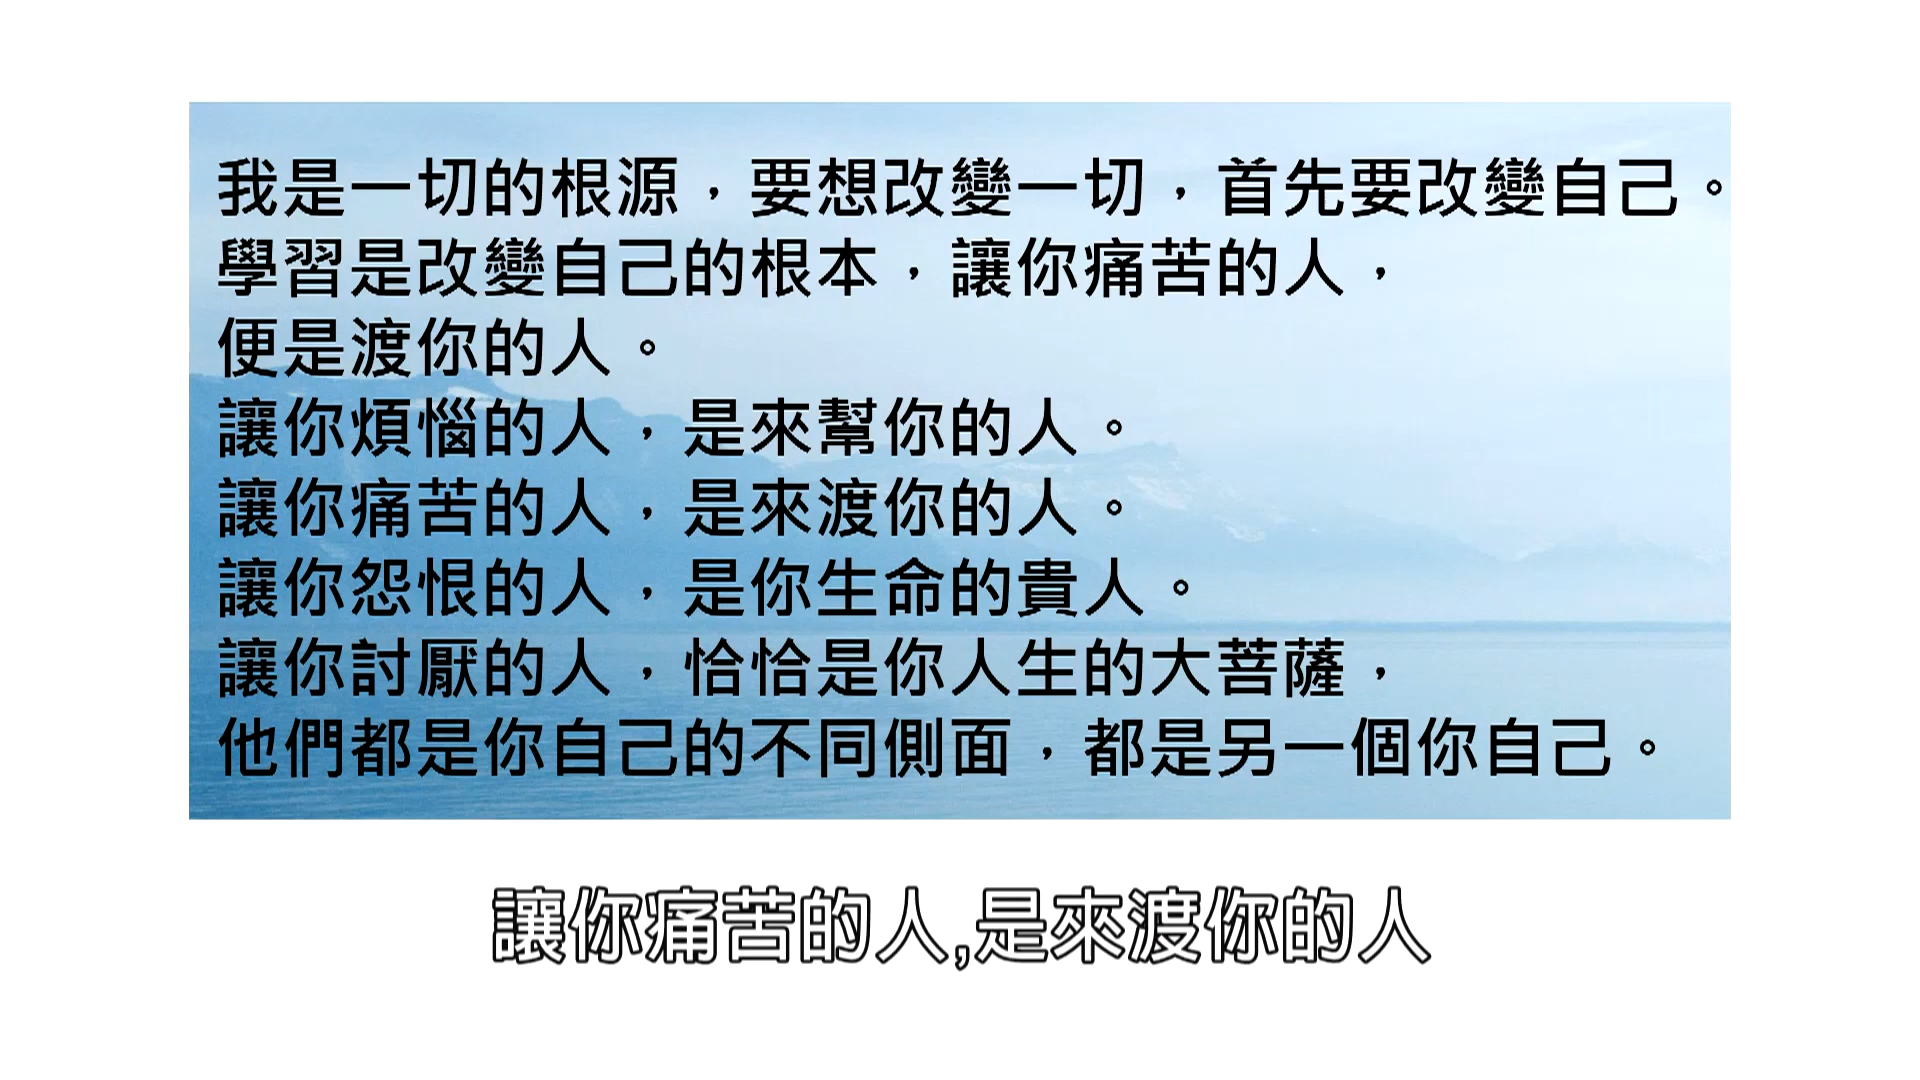 我是一切的根源，要想改變一切，首先要改變自己。
學習是改變自己的根本，讓你痛苦的人，
便是渡你的人。
讓你煩惱的人，是來幫你的人。
讓你痛苦的人，是來渡你的人。
讓你怨恨的人，是你生命的貴人。
讓你討厭的人，恰恰是你人生的大菩薩，
他們都是你自己的不同側面，都是另一個你自己。
讓你痛苦的人,是來渡你的人